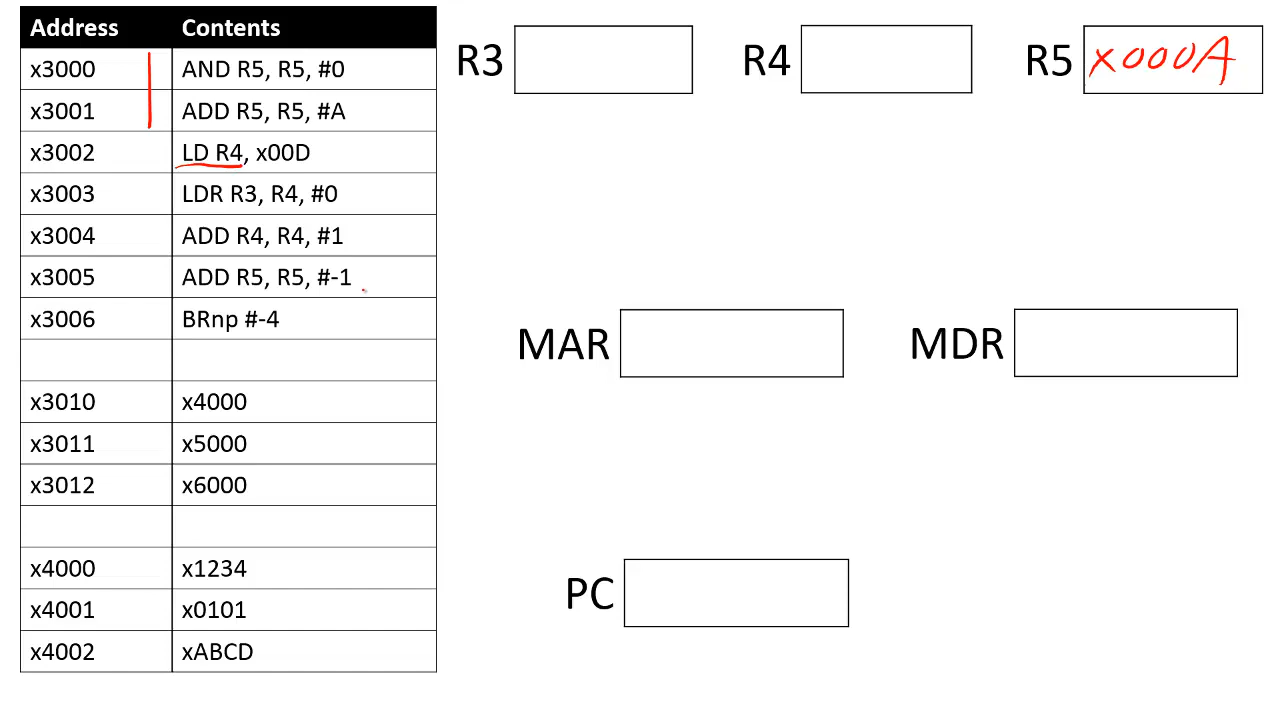 Address Contents
x3000 AND R5, R5, #0
x3001 ADD R5, R5, #A
x3002 LD R4, x00D
x3003 LDR R3, R4, #0
x3004 ADD R4, R4, #1
x3005 ADD R5, R5, #-1
x3006 BRnp #-4
x3010 x4000
x3011 x5000
x3012 x6000
x4000 x1234
x4001 x0101
x4002 xABCD
R3
R4
R5 x000A
MAR
MDR
PC